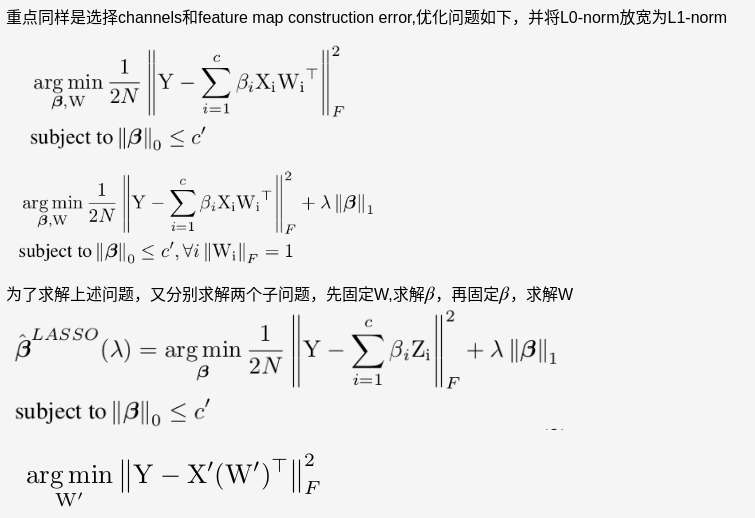 重点同样是选择channels和feature map construction error,优化问题如下，并将L0-norm放宽为L1-norm
$\underset{\boldsymbol{\beta},\mathrm{W}}{\arg\min} \frac{1}{2N} \left\| \mathrm{Y} - \sum_{i=1}^{c} \beta_i \mathrm{X_i} \mathrm{W_i}^\top \right\|_F^2$
subject to $\|\boldsymbol{\beta}\|_0 \leq c'$
$\underset{\boldsymbol{\beta},\mathrm{W}}{\arg\min} \frac{1}{2N} \left\| \mathrm{Y} - \sum_{i=1}^{c} \beta_i \mathrm{X_i} \mathrm{W_i}^\top \right\|_F^2 + \lambda \|\boldsymbol{\beta}\|_1$
subject to $\|\boldsymbol{\beta}\|_0 \leq c', \forall i \|\mathrm{W_i}\|_F = 1$
为了求解上述问题，又分别求解两个子问题，先固定W,求解β，再固定β，求解W
$\hat{\boldsymbol{\beta}}^{LASSO}(\lambda) = \underset{\boldsymbol{\beta}}{\arg\min} \frac{1}{2N} \left\| \mathrm{Y} - \sum_{i=1}^{c} \beta_i \mathrm{Z_i} \right\|_F^2 + \lambda \|\boldsymbol{\beta}\|_1$
subject to $\|\boldsymbol{\beta}\|_0 \leq c'$
$\underset{\mathrm{W}'}{\arg\min} \left\| \mathrm{Y} - \mathrm{X}'(\mathrm{W}')^\top \right\|_F^2$